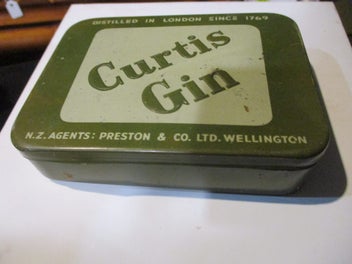 DISTILLED IN LONDON SINCE 1769
Curtis
Gin
N.Z. AGENTS: PRESTON & CO. LTD. WELLINGTON